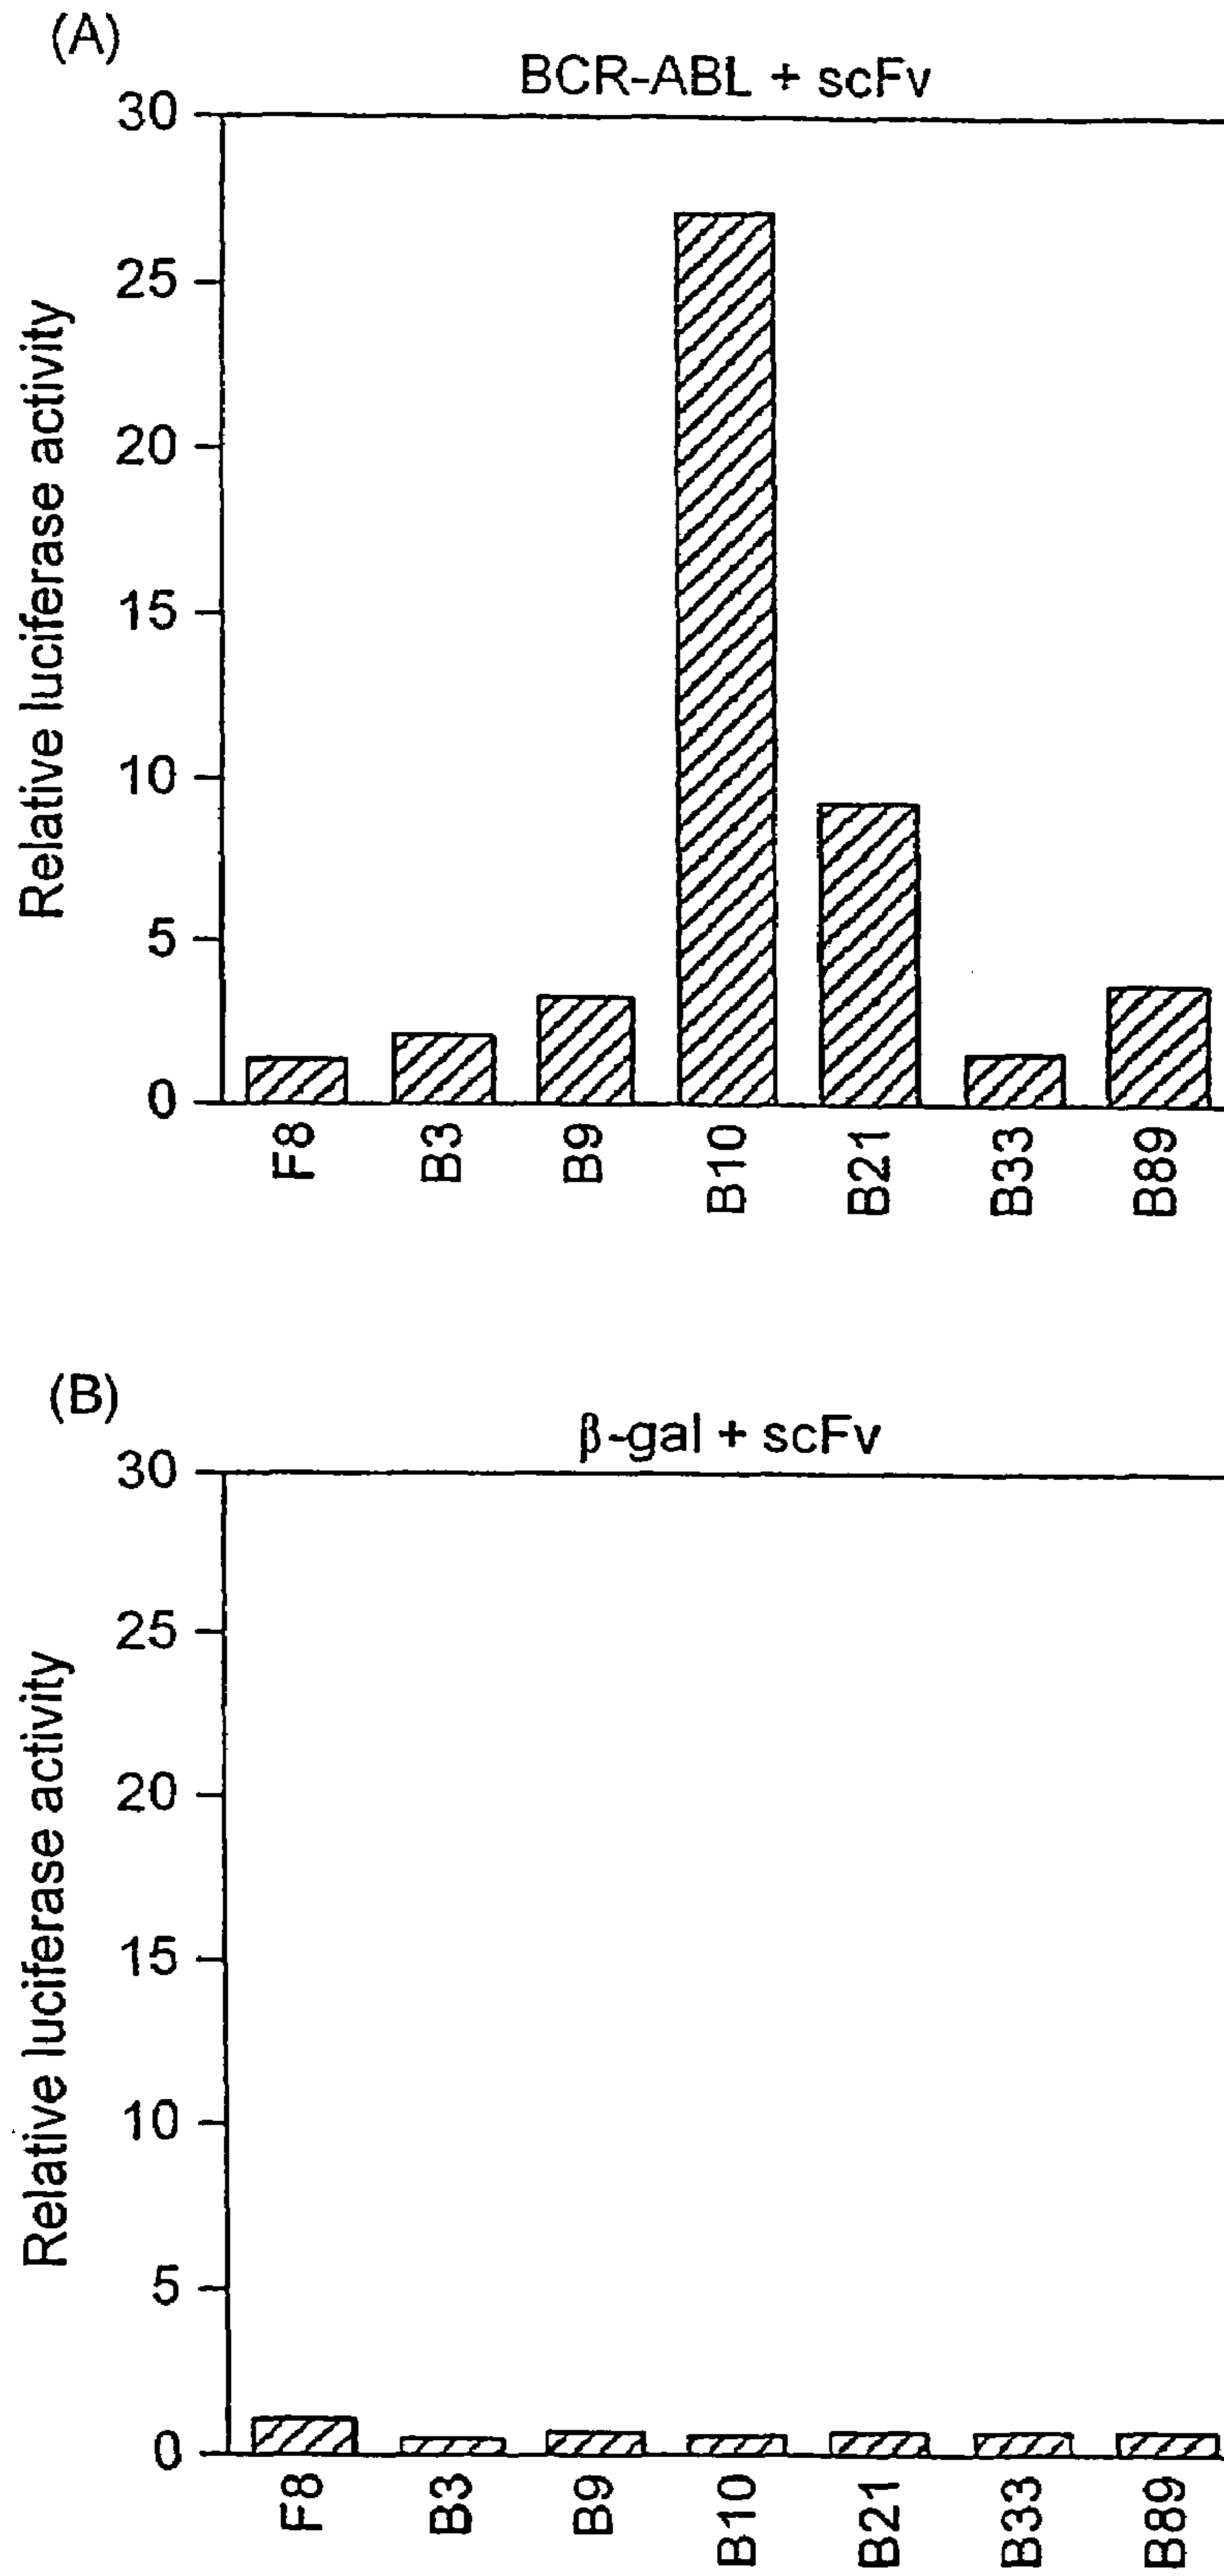 (A)
BCR-ABL + scFv
30
25
20
15
10
5
0
Relative luciferase activity
F8
B3
B9
B10
B21
B33
B89
(B)
β-gal + scFv
30
25
20
15
10
5
0
Relative luciferase activity
F8
B3
B9
B10
B21
B33
B89